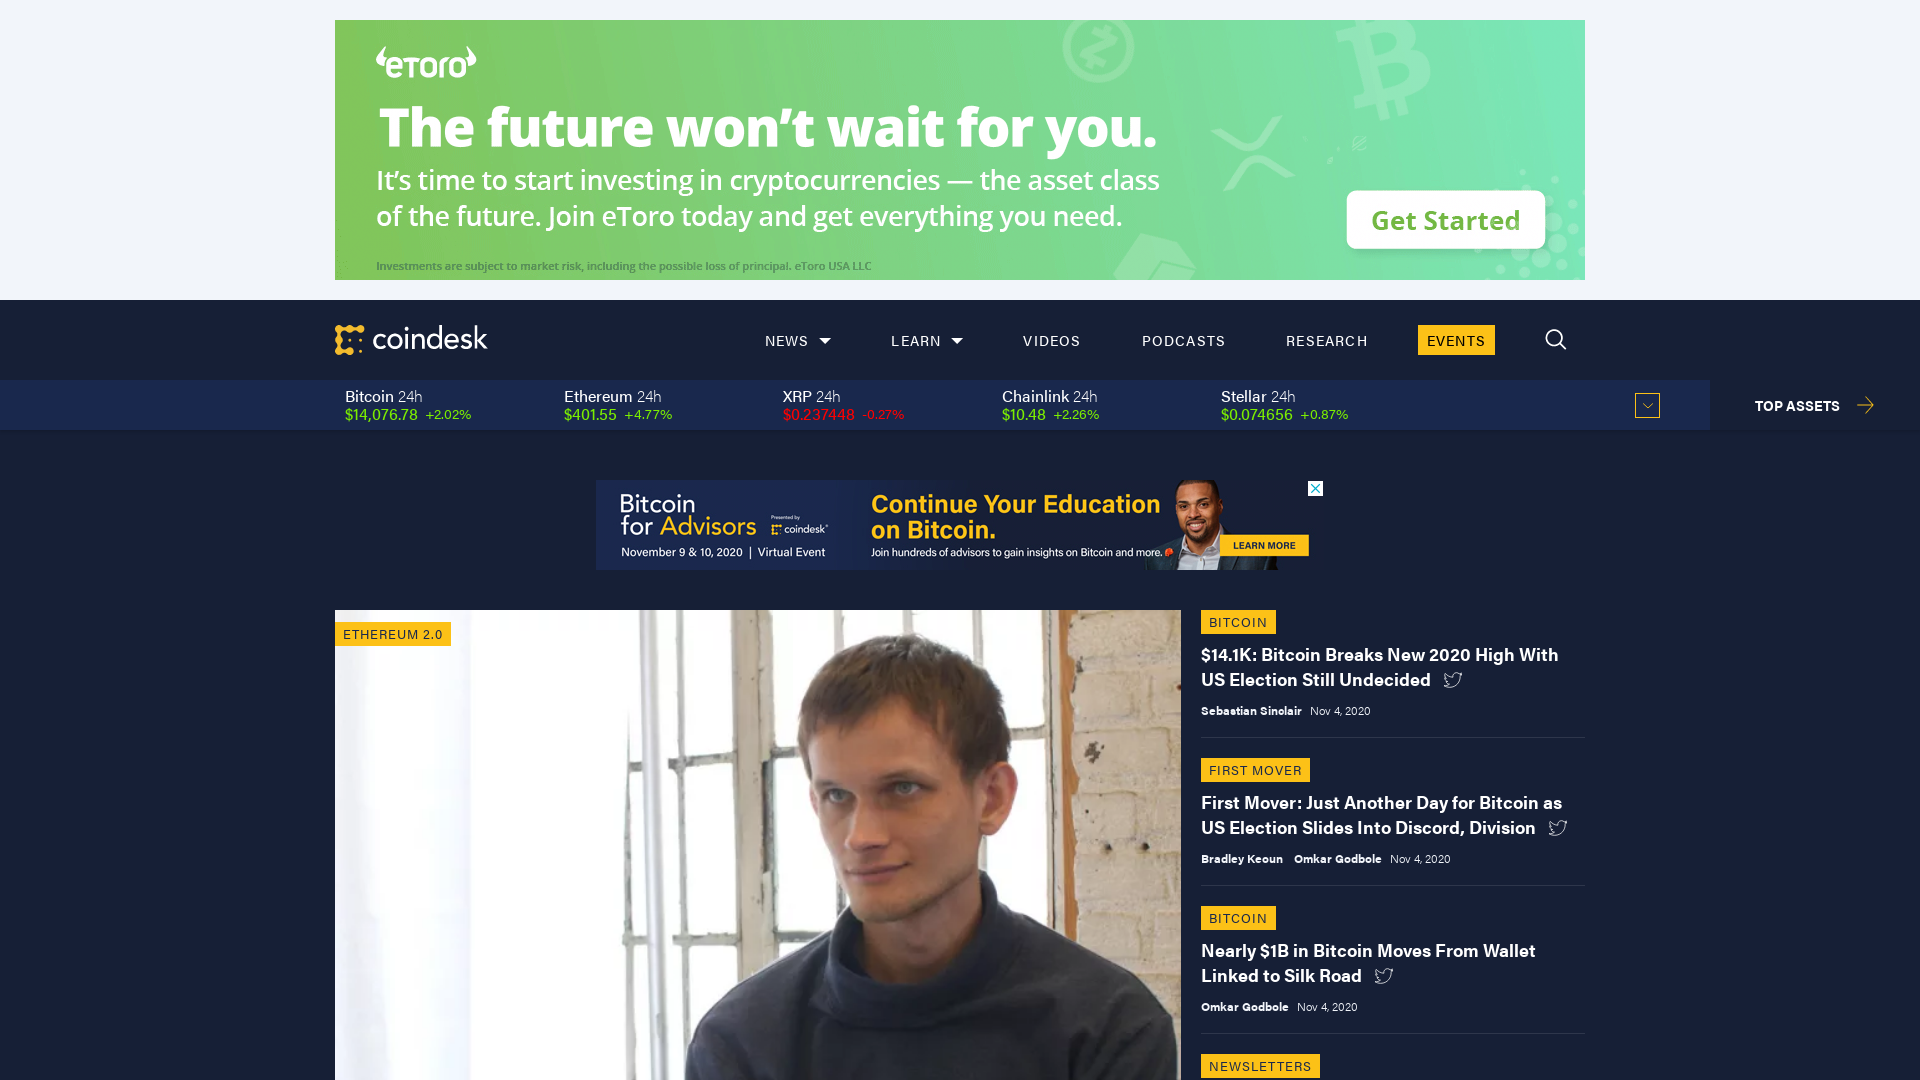 eToro
The future won't wait for you.
It's time to start investing in cryptocurrencies — the asset class
of the future. Join eToro today and get everything you need.
Get Started
Investments are subject to market risk, including the possible loss of principal. eToro USA LLC
coindesk
NEWS LEARN VIDEOS PODCASTS RESEARCH EVENTS
Bitcoin 24h
$14,076.78 +2.02%
Ethereum 24h
$401.55 +4.77%
XRP 24h
$0.237448 -0.27%
Chainlink 24h
$10.48 +2.26%
Stellar 24h
$0.074656 +0.87%
TOP ASSETS
Bitcoin
for Advisors
Presented by
coindesk
November 9 & 10, 2020 | Virtual Event
Continue Your Education
on Bitcoin.
Join hundreds of advisors to gain insights on Bitcoin and more.
LEARN MORE
ETHEREUM 2.0
BITCOIN
$14.1K: Bitcoin Breaks New 2020 High With
US Election Still Undecided
Sebastian Sinclair Nov 4, 2020
FIRST MOVER
First Mover: Just Another Day for Bitcoin as
US Election Slides Into Discord, Division
Bradley Keoun Omkar Godbole Nov 4, 2020
BITCOIN
Nearly $1B in Bitcoin Moves From Wallet
Linked to Silk Road
Omkar Godbole Nov 4, 2020
NEWSLETTERS